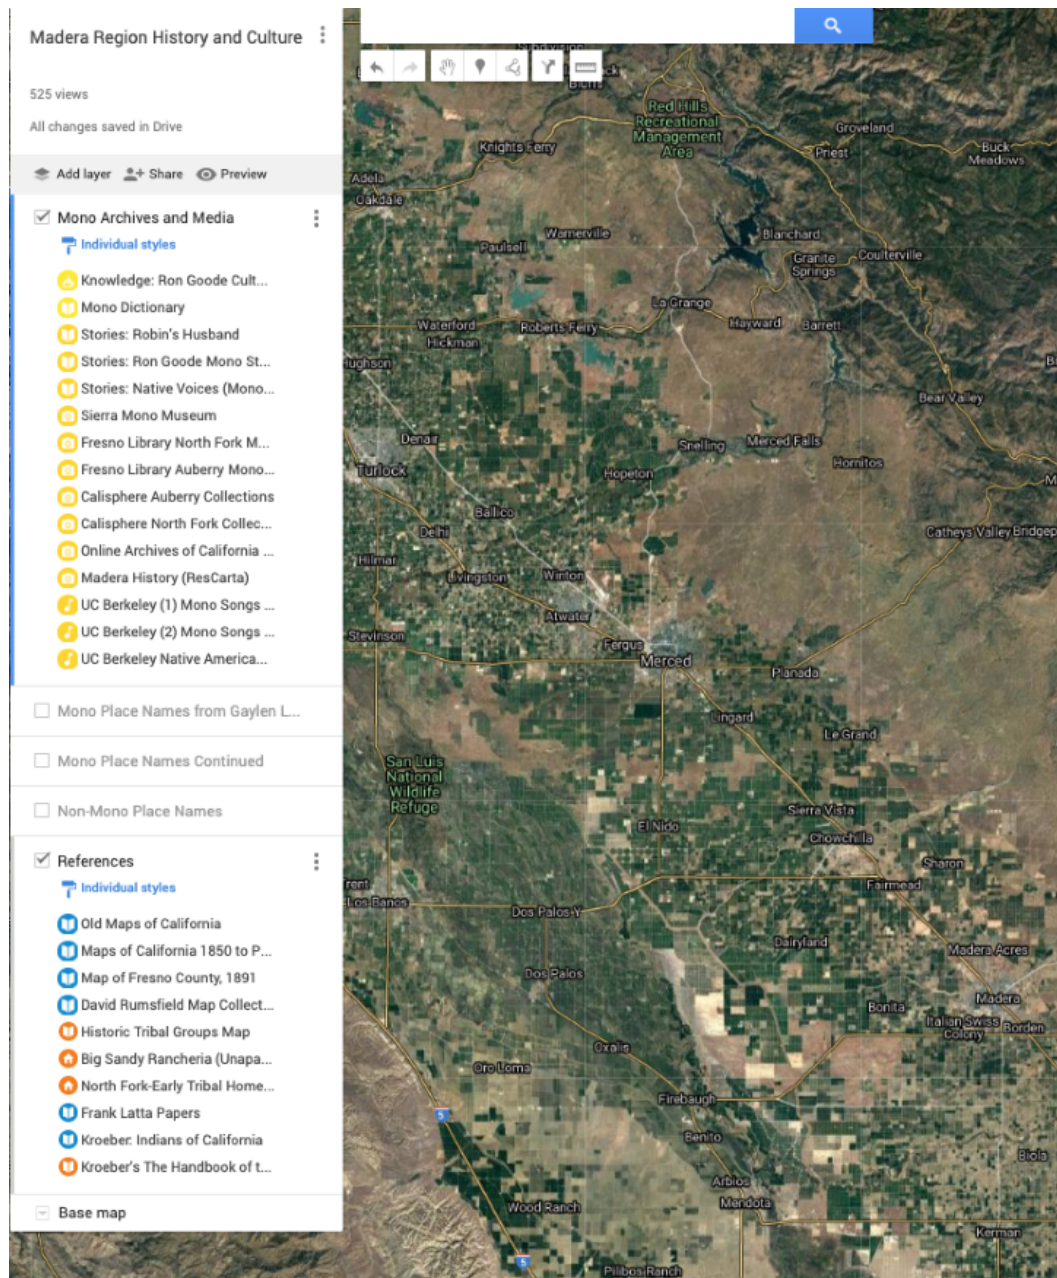 Madera Region History and Culture
525 views
All changes saved in Drive
Add layer Share Preview
Mono Archives and Media
Individual styles
Knowledge: Ron Goode Cult...
Mono Dictionary
Stories: Robin's Husband
Stories: Ron Goode Mono St...
Stories: Native Voices (Mono...
Sierra Mono Museum
Fresno Library North Fork M...
Fresno Library Auberry Mono...
Calisphere Auberry Collections
Calisphere North Fork Collec...
Online Archives of California ...
Madera History (ResCarta)
UC Berkeley (1) Mono Songs ...
UC Berkeley (2) Mono Songs ...
UC Berkeley Native America...
Mono Place Names from Gaylen L...
Mono Place Names Continued
Non-Mono Place Names
References
Individual styles
Old Maps of California
Maps of California 1850 to P...
Map of Fresno County, 1891
David Rumsfield Map Collect...
Historic Tribal Groups Map
Big Sandy Rancheria (Unapa...
North Fork-Early Tribal Home...
Frank Latta Papers
Kroeber: Indians of California
Kroeber's The Handbook of t...
Base map
Red Hills
Recreational
Management
Area
Groveland
Knights Ferry
Priest
Buck
Meadows
Adela
Oakdale
Warnerville
Blanchard
Paulsell
Granite
Springs
Coulterville
La Grange
Waterford
Roberts Ferry
Hayward
Barrett
Hickman
Hughson
Bear Valley
Denair
Snelling
Merced Falls
Turlock
Hopeton
Hornitos
Ballico
Delhi
Catheys Valley
Bridgep
Hilmar
Livingston
Winton
Atwater
Stevinson
Fergus
Merced
Planada
Lingard
Le Grand
San Luis
National
Wildlife
Refuge
Sierra Vista
El Nido
Chowchilla
Sharon
Fairmead
Los Banos
Dos Palos Y
Dairyland
Madera Acres
Dos Palos
Madera
Bonita
Italian Swiss
Colony
Borden
Oxalis
Oro Loma
Firebaugh
5
Benito
Biola
Arbios
Mendota
Wood Ranch
Kerman
5
Pilibos Ranch